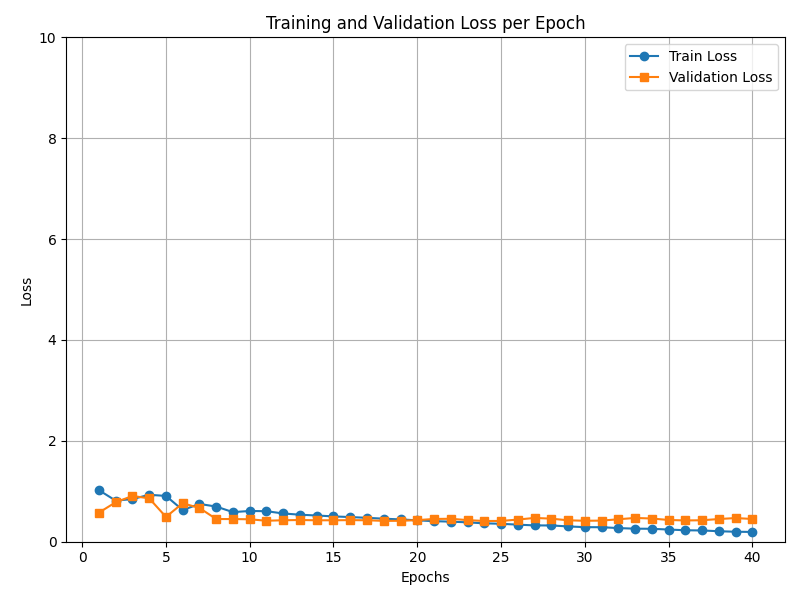 Training and Validation Loss per Epoch
Train Loss
Validation Loss
10
8
6
4
2
0
Loss
0 5 10 15 20 25 30 35 40
Epochs